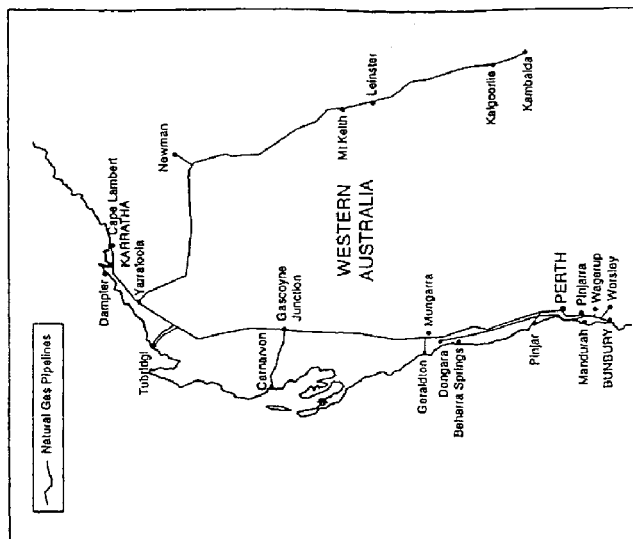 Natural Gas Pipelines
Dampier
Cape Lambert
KARRATHA
Yarraloola
Tubridgi
Newman
Carnarvon
Gascoyne
Junction
WESTERN
AUSTRALIA
Mt Keith
Leinster
Kalgoorlie
Kambalda
Geraldton
Mungarra
Dongara
Beharra Springs
Pinjar
PERTH
Mandurah
Pinjarra
Wagerup
BUNBURY
Worsley